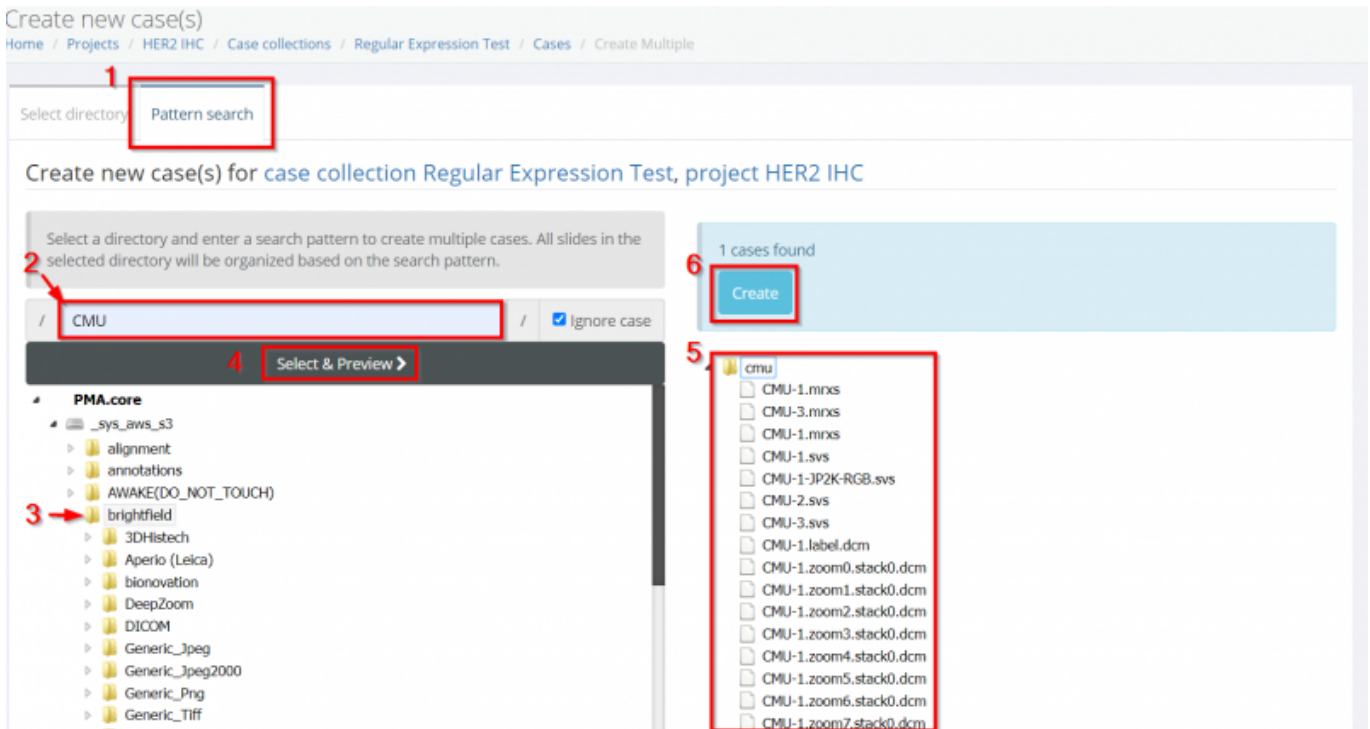 Create new case(s)
Home / Projects / HER2 IHC / Case collections / Regular Expression Test / Cases / Create Multiple
1
Select directory
Pattern search
Create new case(s) for case collection Regular Expression Test, project HER2 IHC
Select a directory and enter a search pattern to create multiple cases. All slides in the
selected directory will be organized based on the search pattern.
2
/ CMU / Ignore case
4 Select & Preview
PMA.core
_sys_aws_s3
alignment
annotations
AWAKE(DO_NOT_TOUCH)
3 brightfield
3DHistech
Aperio (Leica)
bionovation
DeepZoom
DICOM
Generic_Jpeg
Generic_Jpeg2000
Generic_Png
Generic_Tiff
1 cases found
6
Create
5
cmu
CMU-1.mrxs
CMU-3.mrxs
CMU-1.mrxs
CMU-1.svs
CMU-1-JP2K-RGB.svs
CMU-2.svs
CMU-3.svs
CMU-1.label.dcm
CMU-1.zoom0.stack0.dcm
CMU-1.zoom1.stack0.dcm
CMU-1.zoom2.stack0.dcm
CMU-1.zoom3.stack0.dcm
CMU-1.zoom4.stack0.dcm
CMU-1.zoom5.stack0.dcm
CMU-1.zoom6.stack0.dcm
CMU-1.zoom7.stack0.dcm